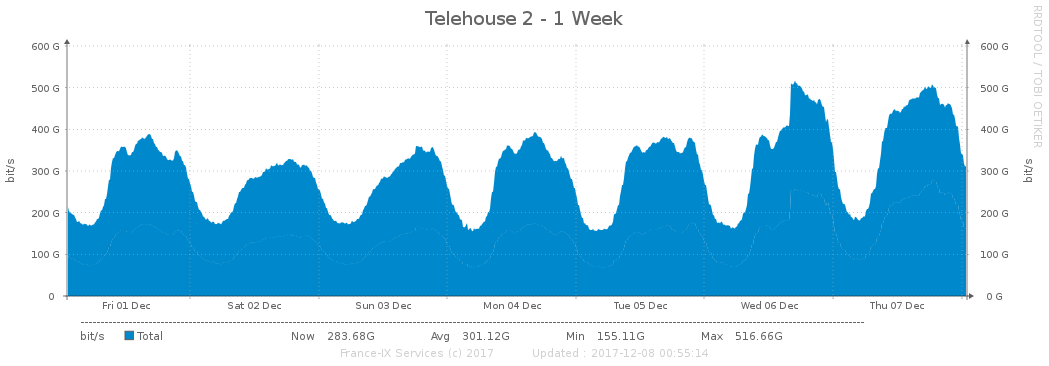 Telehouse 2 - 1 Week
RRDTOOL / TOBI OETIKER
bit/s
600 G
500 G
400 G
300 G
200 G
100 G
0
600 G
500 G
400 G
300 G
200 G
100 G
0 G
bit/s
Fri 01 Dec Sat 02 Dec Sun 03 Dec Mon 04 Dec Tue 05 Dec Wed 06 Dec Thu 07 Dec
bit/s Total Now 283.68G Avg 301.12G Min 155.11G Max 516.66G
France-IX Services (c) 2017 Updated : 2017-12-08 00:55:14